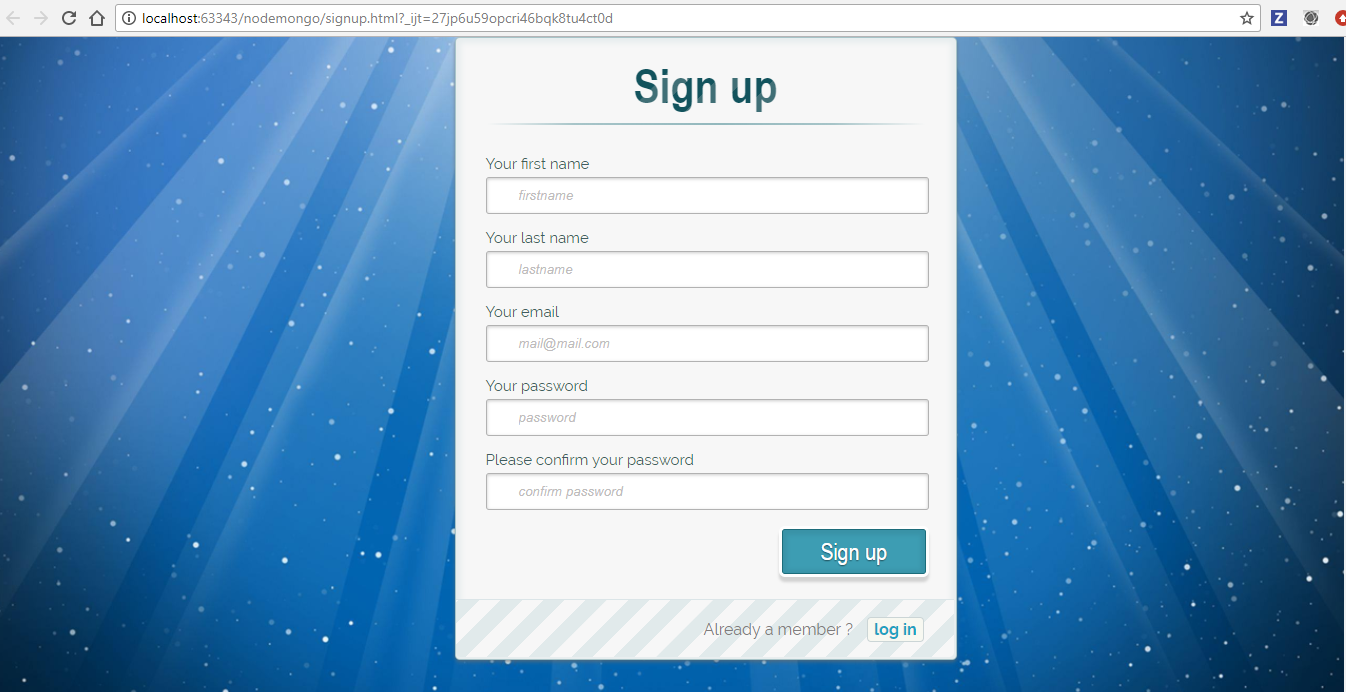 localhost:63343/nodemongo/signup.html?_ijt=27jp6u59opcri46bqk8tu4ct0d
Z
Sign up
Your first name
firstname
Your last name
lastname
Your email
mail@mail.com
Your password
password
Please confirm your password
confirm password
Sign up
Already a member ? log in